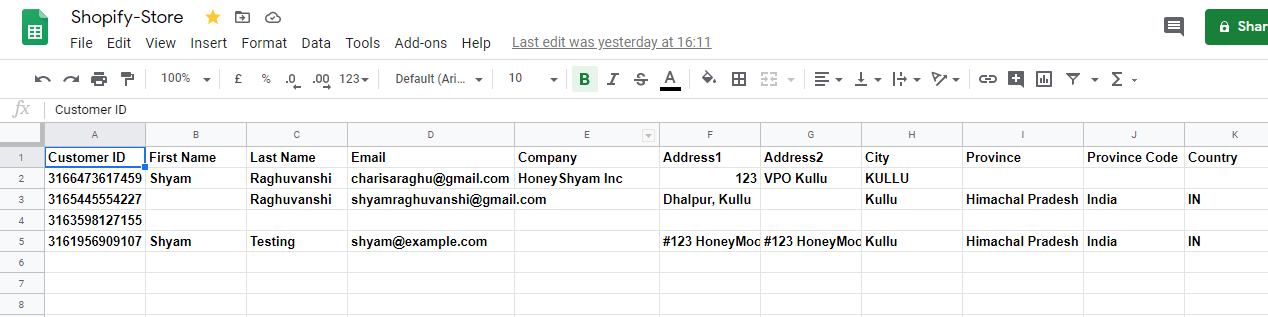 Shopify-Store
File Edit View Insert Format Data Tools Add-ons Help Last edit was yesterday at 16:11
Shar
100% £ % .0 .00 123 Default (Ari... 10 B I S A
fx Customer ID
A B C D E F G H I J K
1 Customer ID First Name Last Name Email Company Address1 Address2 City Province Province Code Country
2 3166473617459 Shyam Raghuvanshi charisaraghu@gmail.com HoneyShyam Inc 123 VPO Kullu KULLU
3 3165445554227 Raghuvanshi shyamraghuvanshi@gmail.com Dhalpur, Kullu Kullu Himachal Pradesh India IN
4 3163598127155
5 3161956909107 Shyam Testing shyam@example.com #123 HoneyMoo #123 HoneyMoo Kullu Himachal Pradesh India IN
6
7
8